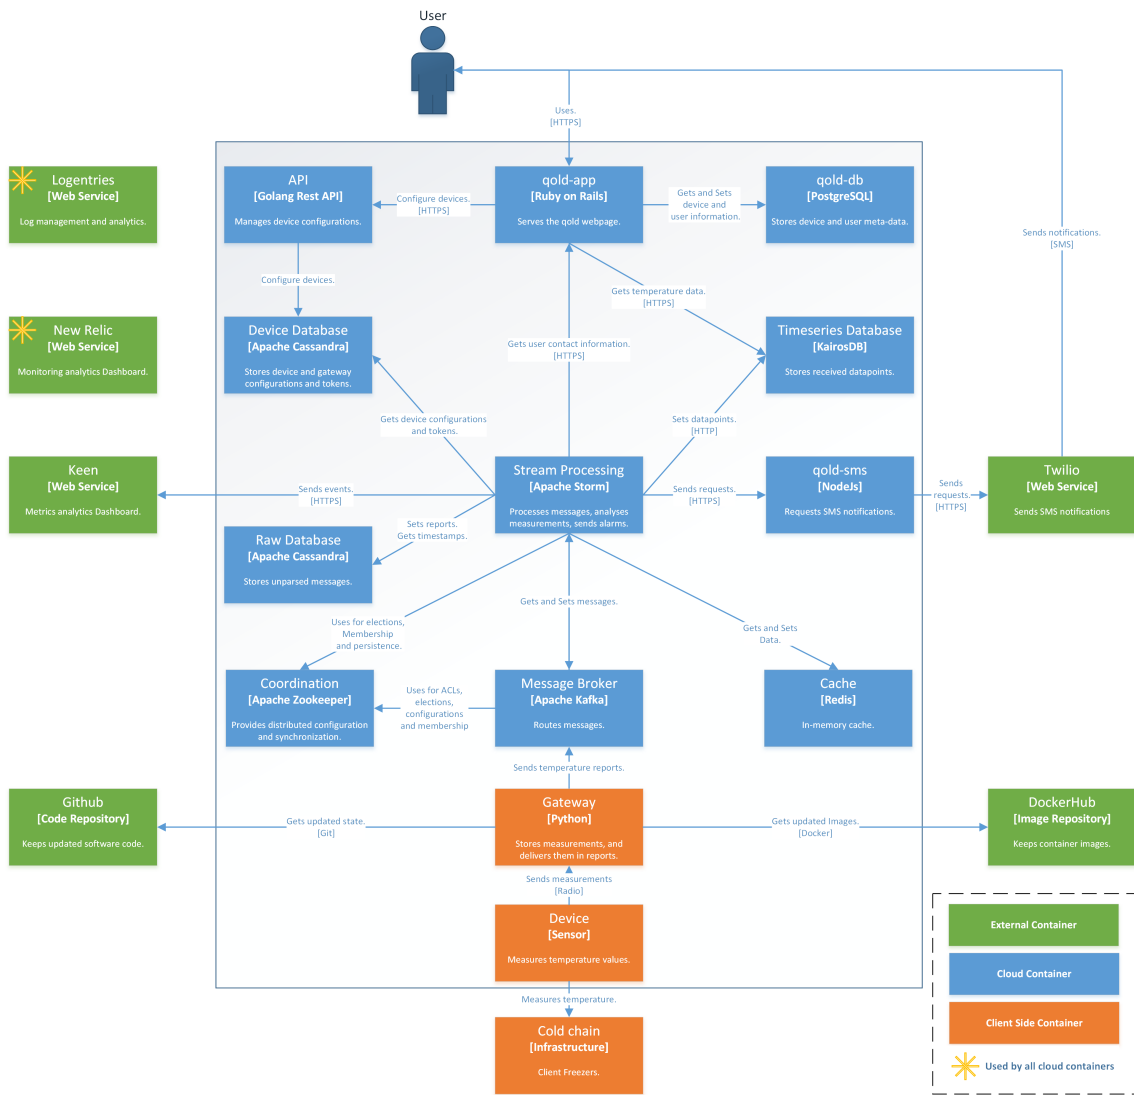 User
Uses.
[HTTPS]
Logentries
[Web Service]
Log management and analytics.
API
[Golang Rest API]
Manages device configurations.
Configure devices.
[HTTPS]
qold-app
[Ruby on Rails]
Serves the qold webpage.
Gets and Sets
device and
user information.
qold-db
[PostgreSQL]
Stores device and user meta-data.
Sends notifications.
[SMS]
Configure devices.
Gets temperature data.
[HTTPS]
New Relic
[Web Service]
Monitoring analytics Dashboard.
Device Database
[Apache Cassandra]
Stores device and gateway
configurations and tokens.
Gets user contact information.
[HTTPS]
Timeseries Database
[KairosDB]
Stores received datapoints.
Gets device configurations
and tokens.
Sets datapoints.
[HTTP]
Keen
[Web Service]
Metrics analytics Dashboard.
Sends events.
[HTTPS]
Stream Processing
[Apache Storm]
Processes messages, analyses
measurements, sends alarms.
Sends requests.
[HTTPS]
qold-sms
[NodeJs]
Requests SMS notifications.
Sends
requests.
[HTTPS]
Twilio
[Web Service]
Sends SMS notifications
Sets reports.
Gets timestamps.
Raw Database
[Apache Cassandra]
Stores unparsed messages.
Uses for elections,
Membership
and persistence.
Gets and Sets messages.
Gets and Sets
Data.
Coordination
[Apache Zookeeper]
Provides distributed configuration
and synchronization.
Uses for ACLs,
elections,
configurations
and membership
Message Broker
[Apache Kafka]
Routes messages.
Cache
[Redis]
In-memory cache.
Sends temperature reports.
Github
[Code Repository]
Keeps updated software code.
Gets updated state.
[Git]
Gateway
[Python]
Stores measurements, and
delivers them in reports.
Gets updated Images.
[Docker]
DockerHub
[Image Repository]
Keeps container images.
Sends measurements
[Radio]
Device
[Sensor]
Measures temperature values.
Measures temperature.
Cold chain
[Infrastructure]
Client Freezers.
External Container
Cloud Container
Client Side Container
Used by all cloud containers